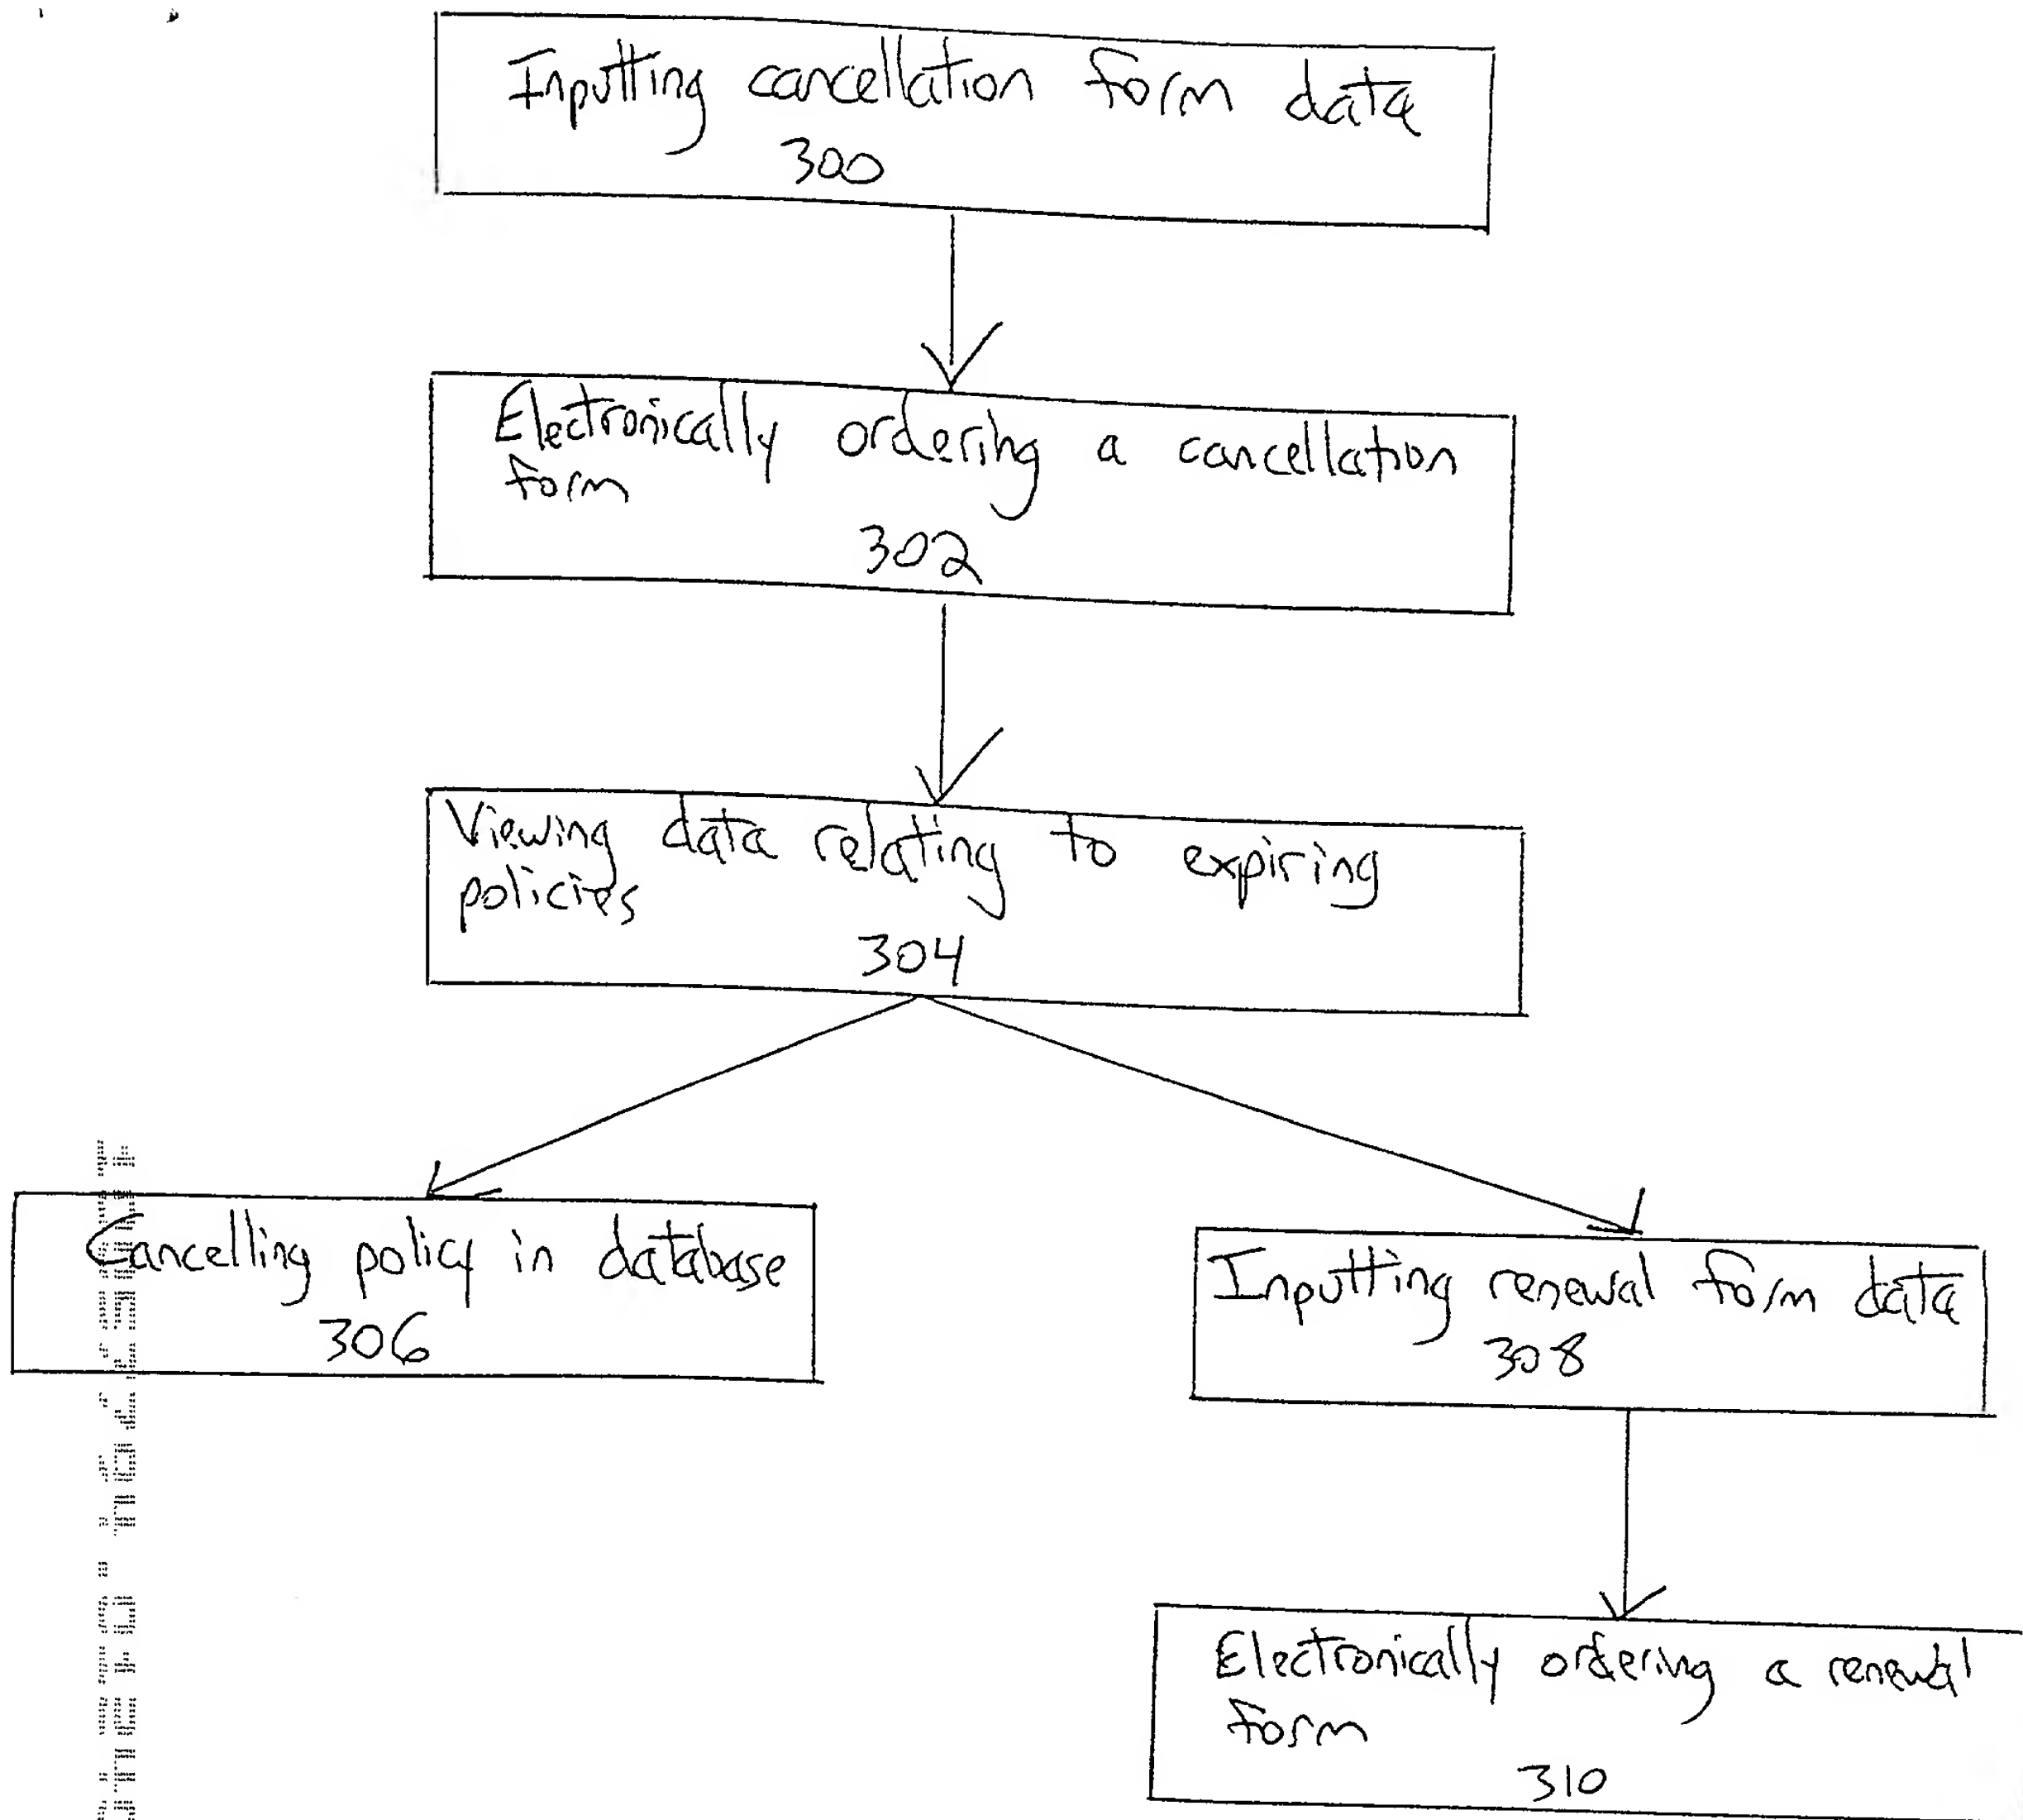 Inputting cancellation form data
300
Electronically ordering a cancellation
form
302
Viewing data relating to expiring
policies
304
Cancelling policy in database
306
Inputting renewal form data
308
Electronically ordering a renewal
form
310